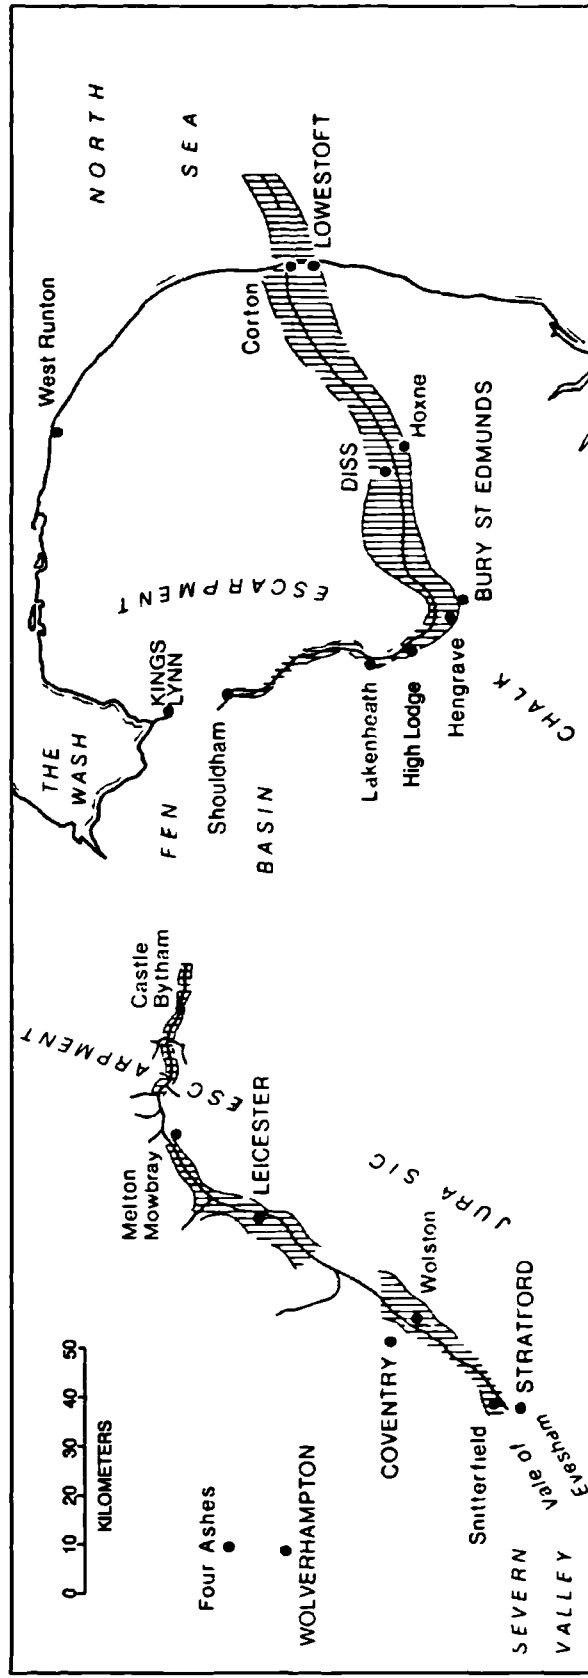 0 10 20 30 40 50
KILOMETERS
Four Ashes
WOLVERHAMPTON
SEVERN
VALLEY
Vale of
Evesham
Snitterfield
STRATFORD
COVENTRY
Wolston
JURASSIC
ESCARPMENT
LEICESTER
Melton
Mowbray
Castle
Bytham
THE
WASH
KINGS
LYNN
FEN
BASIN
Shouldham
Lakenheath
High Lodge
Hengrave
BURY ST EDMUNDS
CHALK
ESCARPMENT
DISS
Hoxne
West Runton
Corton
LOWESTOFT
NORTH
SEA